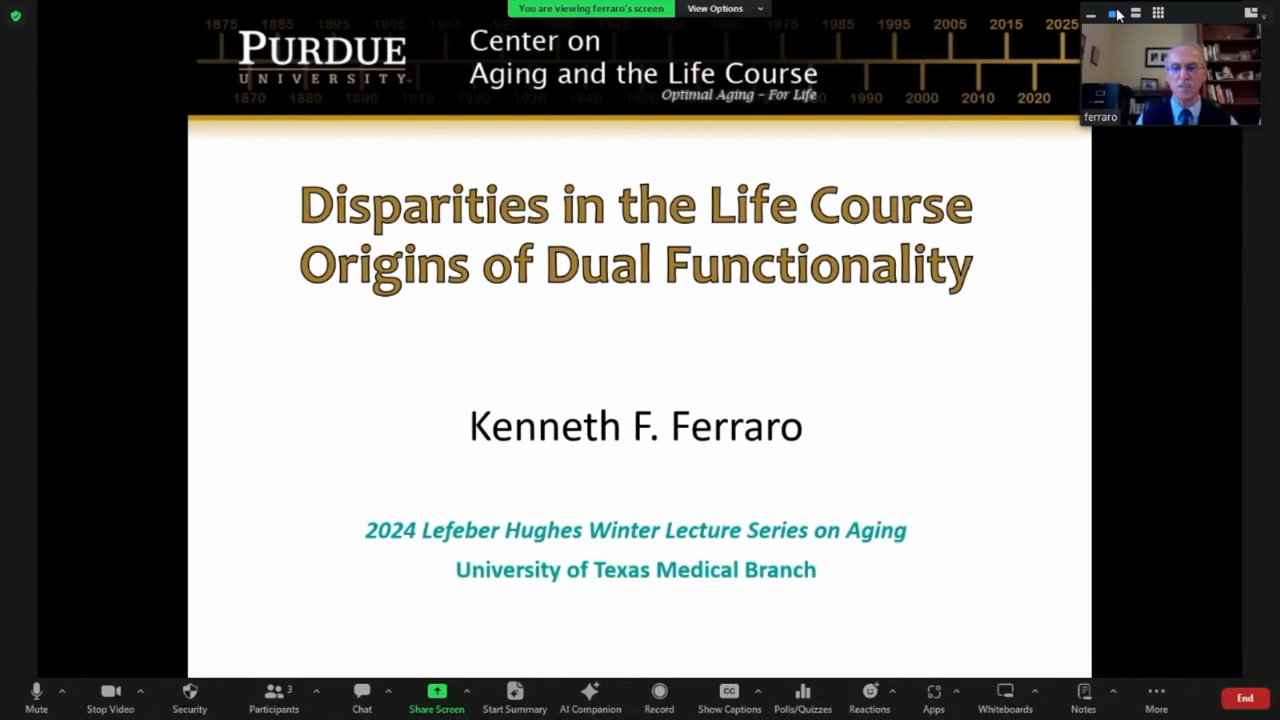 You are viewing ferraro's screen
View Options
1875 1885 1895 1905 1985 1995 2005 2015 2025
PURDUE
UNIVERSITY
Center on
Aging and the Life Course
Optimal Aging – For Life
1870 1880 1890 1990 2000 2010 2020
ferraro
Disparities in the Life Course
Origins of Dual Functionality
Kenneth F. Ferraro
2024 Lefeber Hughes Winter Lecture Series on Aging
University of Texas Medical Branch
Mute
Stop Video
Security
Participants
3
Chat
Share Screen
Start Summary
AI Companion
Record
CC
Show Captions
Polls/Quizzes
Reactions
Apps
Whiteboards
Notes
More
End